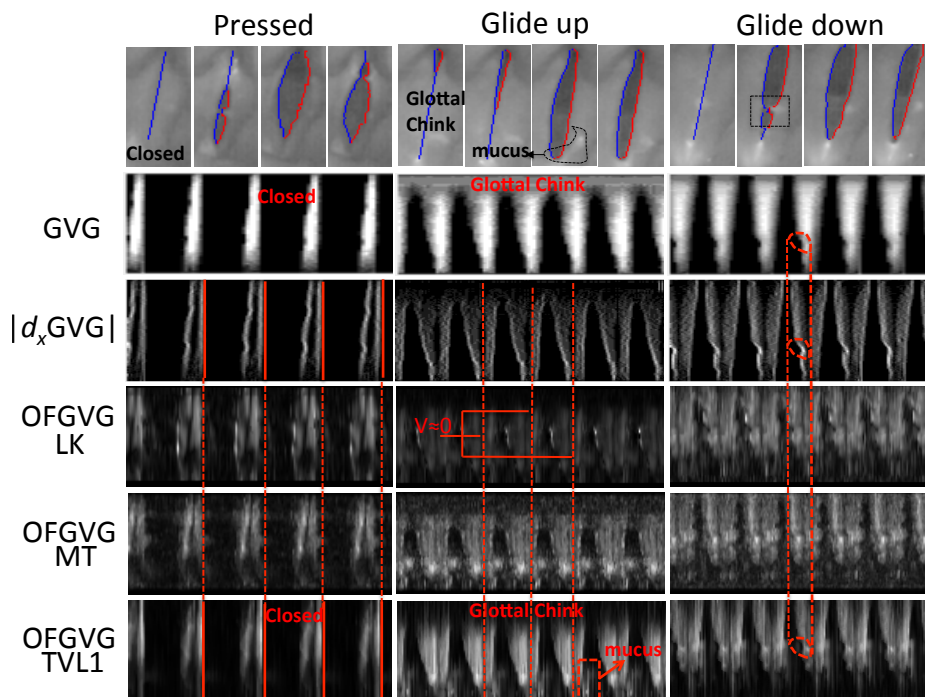 Pressed
Glide up
Glide down
Closed
Glottal
Chink
mucus
GVG
Closed
Glottal Chink
|dₓGVG|
OFGVG
LK
V≈0
OFGVG
MT
OFGVG
TVL1
Closed
Glottal Chink
mucus